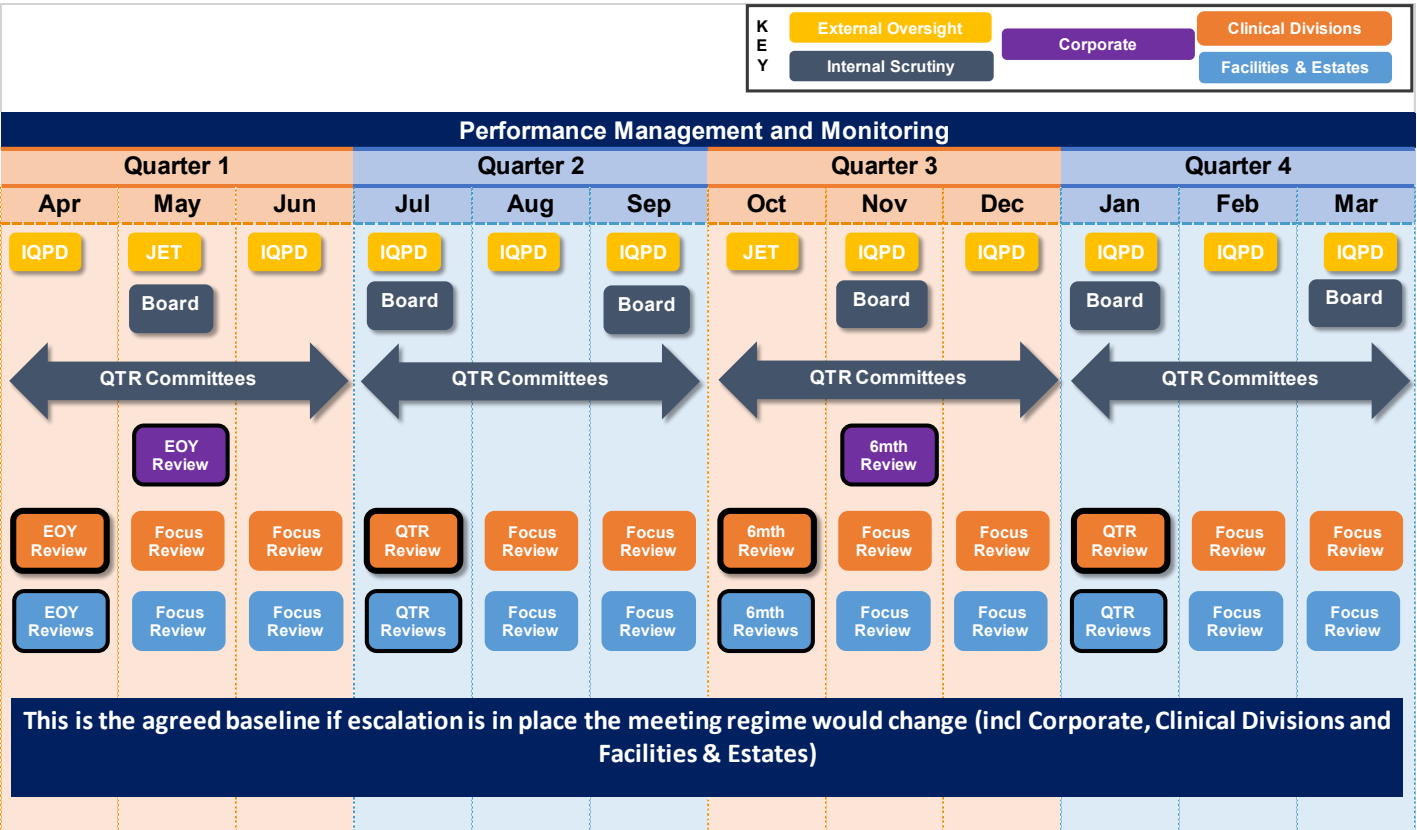 K
E
Y
External Oversight
Corporate
Clinical Divisions
Internal Scrutiny
Facilities & Estates
Performance Management and Monitoring
Quarter 1
Quarter 2
Quarter 3
Quarter 4
Apr
May
Jun
Jul
Aug
Sep
Oct
Nov
Dec
Jan
Feb
Mar
IQPD
JET
IQPD
IQPD
IQPD
IQPD
JET
IQPD
IQPD
IQPD
IQPD
IQPD
Board
Board
Board
Board
Board
Board
QTR Committees
QTR Committees
QTR Committees
QTR Committees
EOY
Review
6mth
Review
EOY
Review
Focus
Review
Focus
Review
QTR
Review
Focus
Review
Focus
Review
6mth
Review
Focus
Review
Focus
Review
QTR
Review
Focus
Review
Focus
Review
EOY
Reviews
Focus
Review
Focus
Review
QTR
Reviews
Focus
Review
Focus
Review
6mth
Reviews
Focus
Review
Focus
Review
QTR
Reviews
Focus
Review
Focus
Review
This is the agreed baseline if escalation is in place the meeting regime would change (incl Corporate, Clinical Divisions and
Facilities & Estates)